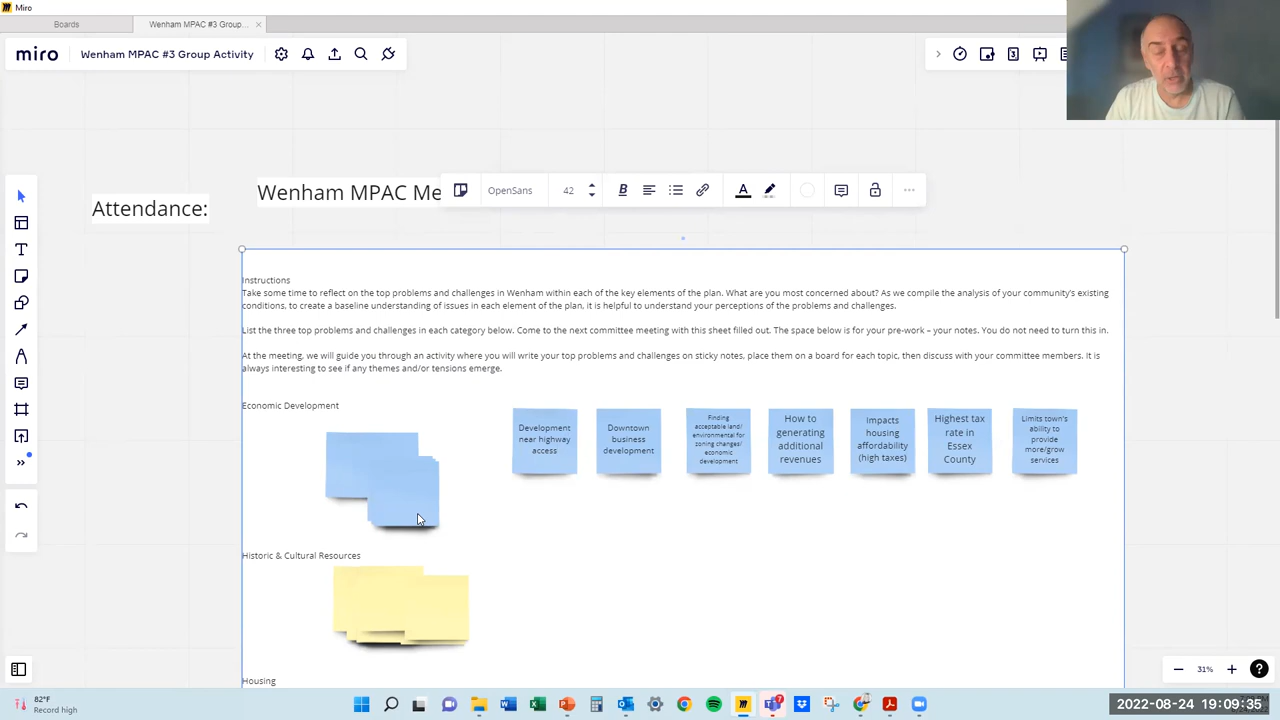 Miro
Boards
Wenham MPAC #3 Group...
miro
Wenham MPAC #3 Group Activity
Wenham MPAC Me
OpenSans
42
B
A
Attendance:
Instructions
Take some time to reflect on the top problems and challenges in Wenham within each of the key elements of the plan. What are you most concerned about? As we compile the analysis of your community's existing
conditions, to create a baseline understanding of issues in each element of the plan, it is helpful to understand your perceptions of the problems and challenges.
List the three top problems and challenges in each category below. Come to the next committee meeting with this sheet filled out. The space below is for your pre-work – your notes. You do not need to turn this in.
At the meeting, we will guide you through an activity where you will write your top problems and challenges on sticky notes, place them on a board for each topic, then discuss with your committee members. It is
always interesting to see if any themes and/or tensions emerge.
Economic Development
Development
near highway
access
Downtown
business
development
Finding
acceptable land/
environmental for
zoning changes/
economic
development
How to
generating
additional
revenues
Impacts
housing
affordability
(high taxes)
Highest tax
rate in
Essex
County
Limits town's
ability to
provide
more/grow
services
Historic & Cultural Resources
Housing
31%
82°F
Record high
2022-08-24 19:09:35